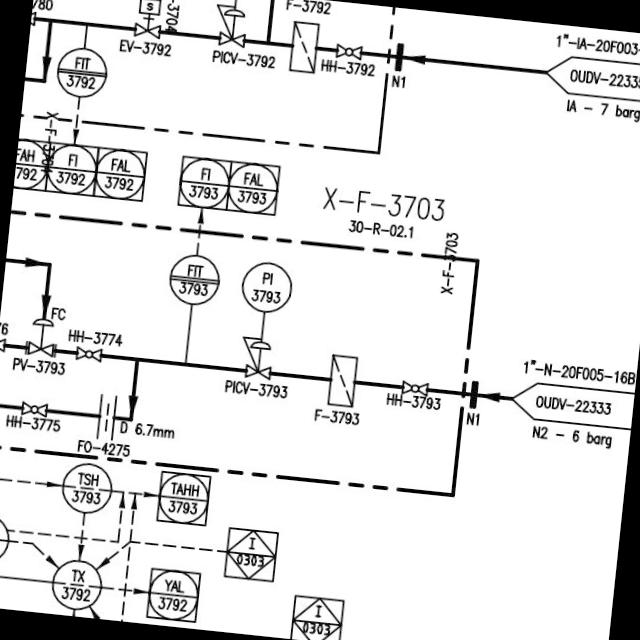 S
F-3792
EV-3792
PICV-3792
HH-3792
N1
1"-IA-20F003-
OUDV-2233
IA - 7 barg
FIT
3792
FAH
792
FI
3792
FAL
3792
FI
3793
FAL
3793
X-F-3703
30-R-02.1
X-F-3703
FIT
3793
PI
3793
FC
HH-3774
PV-3793
PICV-3793
F-3793
HH-3793
N1
1"-N-20F005-16B
OUDV-22333
N2 - 6 barg
HH-3775
D 6.7mm
FO-4275
TSH
3793
TAHH
3793
I
0303
TX
3792
YAL
3792
I
0303